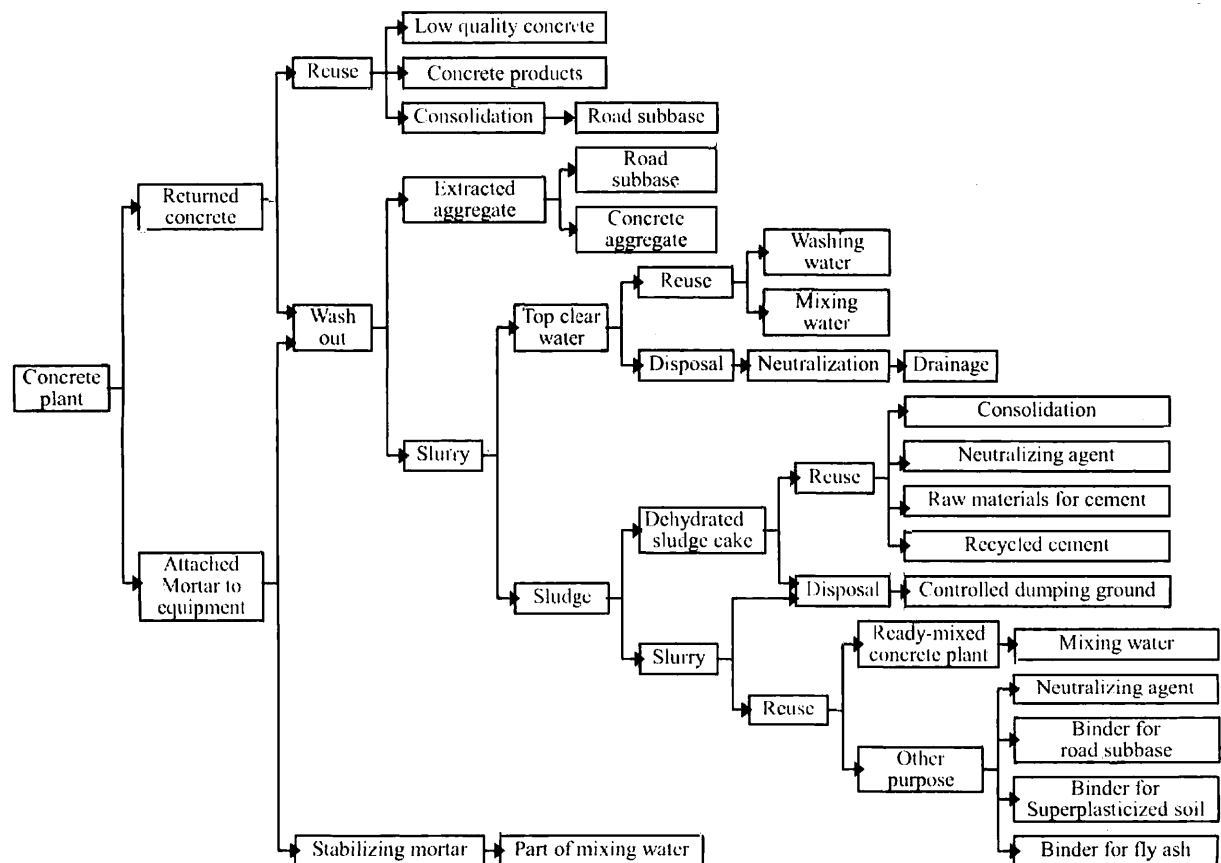 Low quality concrete
Reuse
Concrete products
Consolidation
Road subbase
Road
subbase
Returned
concrete
Extracted
aggregate
Concrete
aggregate
Washing
water
Reuse
Mixing
water
Wash
out
Top clear
water
Disposal
Neutralization
Drainage
Concrete
plant
Consolidation
Slurry
Neutralizing agent
Reuse
Raw materials for cement
Dehydrated
sludge cake
Recycled cement
Attached
Mortar to
equipment
Sludge
Disposal
Controlled dumping ground
Slurry
Ready-mixed
concrete plant
Mixing water
Reuse
Neutralizing agent
Binder for
road subbase
Other
purpose
Binder for
Superplasticized soil
Stabilizing mortar
Part of mixing water
Binder for fly ash